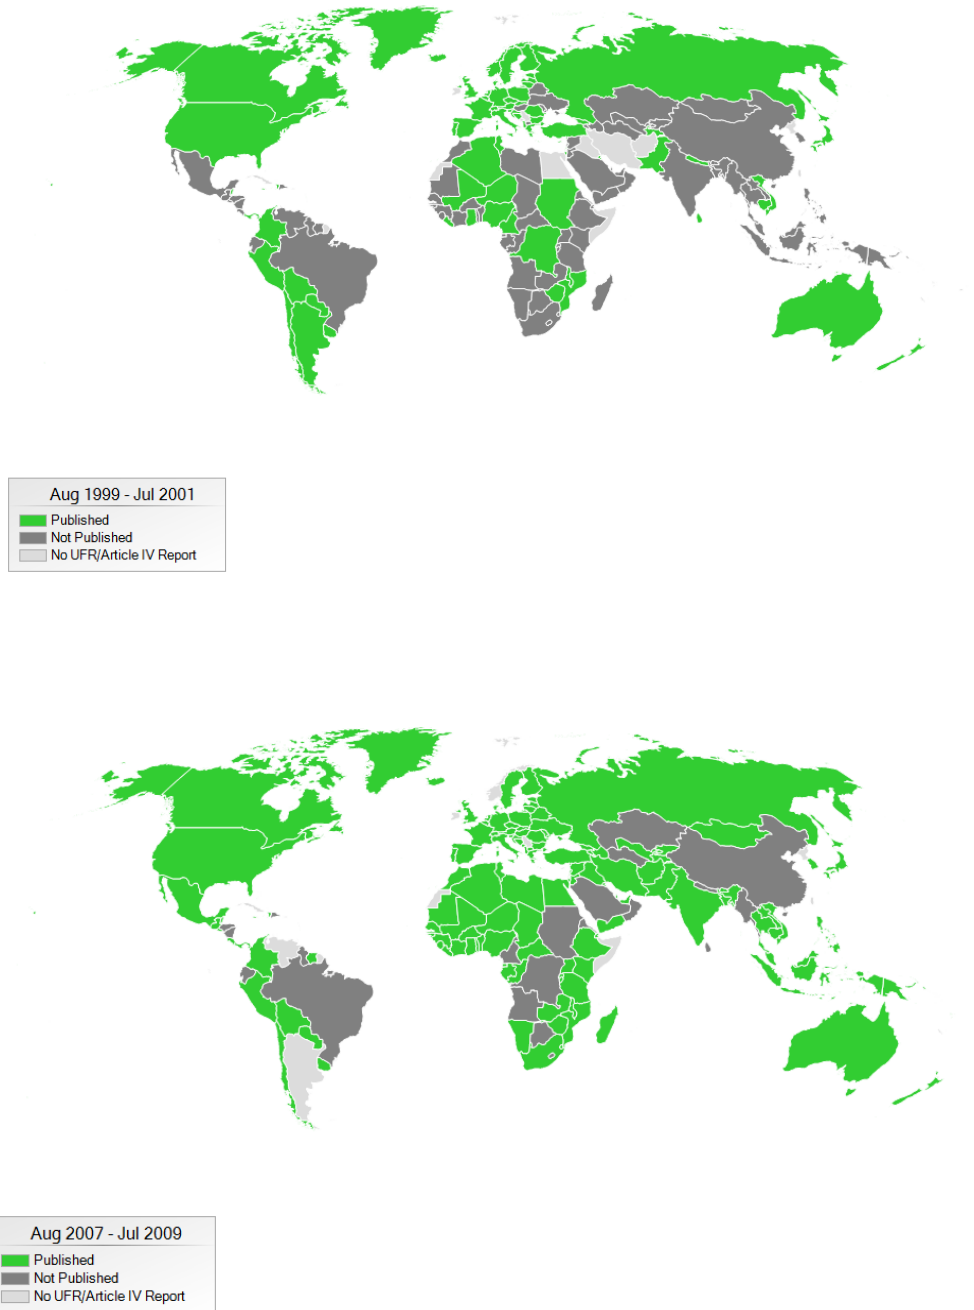 Aug 1999 - Jul 2001
Published
Not Published
No UFR/Article IV Report
Aug 2007 - Jul 2009
Published
Not Published
No UFR/Article IV Report